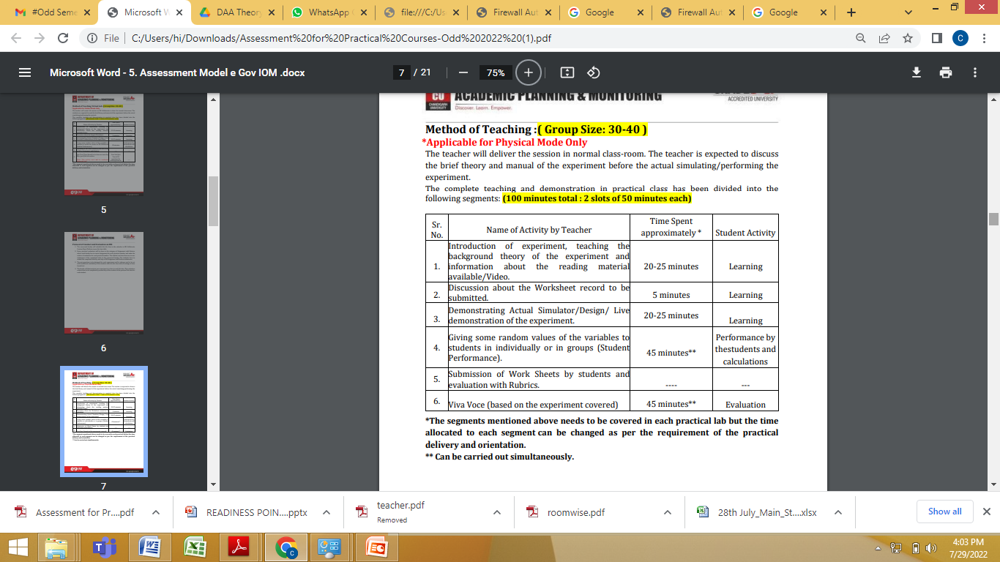 #Odd Seme
Microsoft W
DAA Theory
WhatsApp
file:///C:/Us
Firewall Aut
Google
Firewall Aut
Google
File
C:/Users/hi/Downloads/Assessment%20for%20Practical%20Courses-Odd%202022%20(1).pdf
C
Microsoft Word - 5. Assessment Model e Gov IOM .docx
7 / 21
75%
5
6
7
CU
CHANDIGARH
UNIVERSITY
ACADEMIC PLANNING & MONITORING
Discover. Learn. Empower.
ACCREDITED UNIVERSITY
Method of Teaching :( Group Size: 30-40 )
*Applicable for Physical Mode Only
The teacher will deliver the session in normal class-room. The teacher is expected to discuss
the brief theory and manual of the experiment before the actual simulating/performing the
experiment.
The complete teaching and demonstration in practical class has been divided into the
following segments: (100 minutes total : 2 slots of 50 minutes each)
Sr.
No.
Name of Activity by Teacher
Time Spent
approximately *
Student Activity
1.
Introduction of experiment, teaching the
background theory of the experiment and
information about the reading material
available/Video.
20-25 minutes
Learning
2.
Discussion about the Worksheet record to be
submitted.
5 minutes
Learning
3.
Demonstrating Actual Simulator/Design/ Live
demonstration of the experiment.
20-25 minutes
Learning
4.
Giving some random values of the variables to
students in individually or in groups (Student
Performance).
45 minutes**
Performance by
thestudents and
calculations
5.
Submission of Work Sheets by students and
evaluation with Rubrics.
----
---
6.
Viva Voce (based on the experiment covered)
45 minutes**
Evaluation
*The segments mentioned above needs to be covered in each practical lab but the time
allocated to each segment can be changed as per the requirement of the practical
delivery and orientation.
** Can be carried out simultaneously.
Assessment for Pr....pdf
READINESS POIN....pptx
teacher.pdf
Removed
roomwise.pdf
28th July_Main_St....xlsx
Show all
4:03 PM
7/29/2022